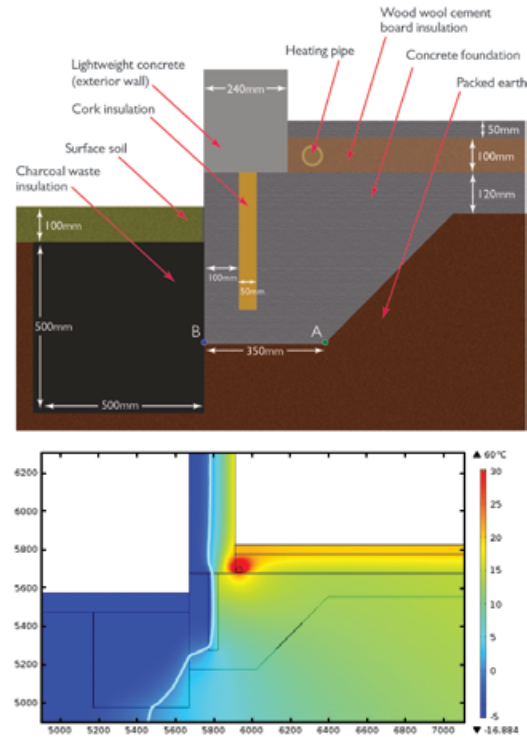 Wood wool cement
board insulation
Heating pipe
Concrete foundation
Lightweight concrete
(exterior wall)
Packed earth
240mm
Cork insulation
50mm
Surface soil
100mm
Charcoal waste
insulation
120mm
100mm
100mm
50mm
500mm
B
A
350mm
500mm
▲ 60°C
30
6200
25
6000
20
5800
15
5600
10
5400
5
5200
0
5000
-5
5000 5200 5400 5600 5800 6000 6200 6400 6600 6800 7000
▼ -16.884